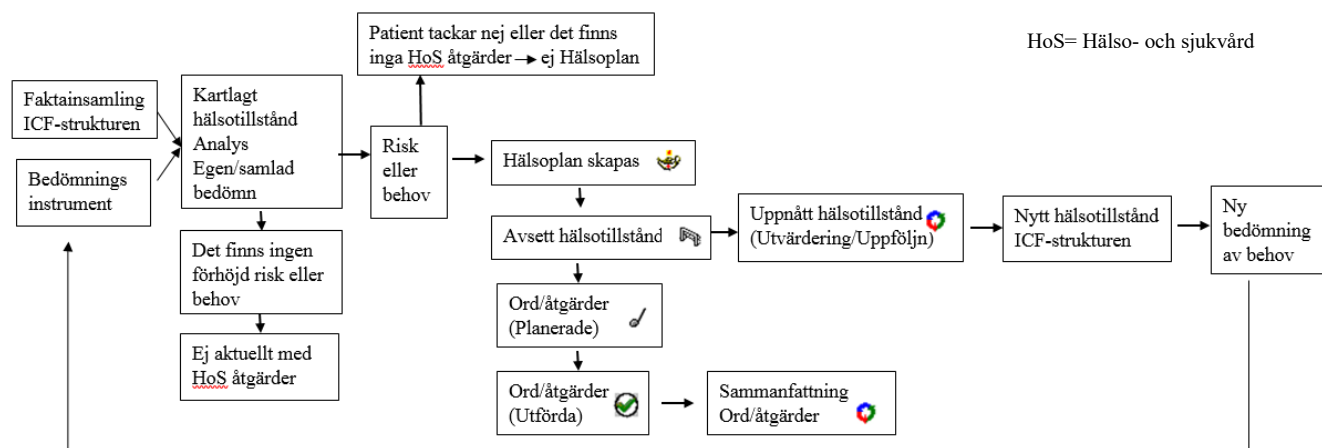 Patient tackar nej eller det finns
inga HoS åtgärder → ej Hälsoplan
HoS= Hälso- och sjukvård
Faktainsamling
ICF-strukturen
Bedömnings
instrument
Kartlagt
hälsotillstånd
Analys
Egen/samlad
bedömn
Risk
eller
behov
Hälsoplan skapas
Avsett hälsotillstånd
Uppnått hälsotillstånd
(Utvärdering/Uppföljn)
Nytt hälsotillstånd
ICF-strukturen
Ny
bedömning
av behov
Det finns ingen
förhöjd risk eller
behov
Ord/åtgärder
(Planerade)
Ej aktuellt med
HoS åtgärder
Ord/åtgärder
(Utförda)
Sammanfattning
Ord/åtgärder